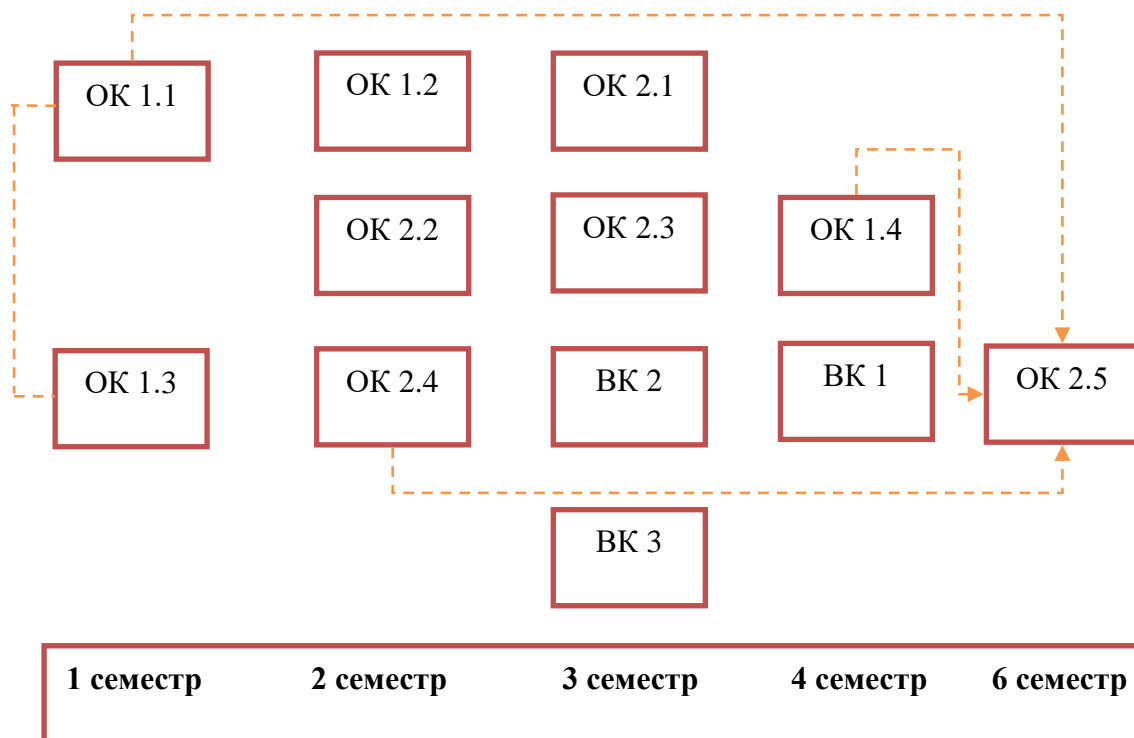 ОК 1.1
ОК 1.2
ОК 2.1
ОК 2.2
ОК 2.3
ОК 1.4
ОК 1.3
ОК 2.4
ВК 2
ВК 1
ОК 2.5
ВК 3
1 семестр
2 семестр
3 семестр
4 семестр
6 семестр